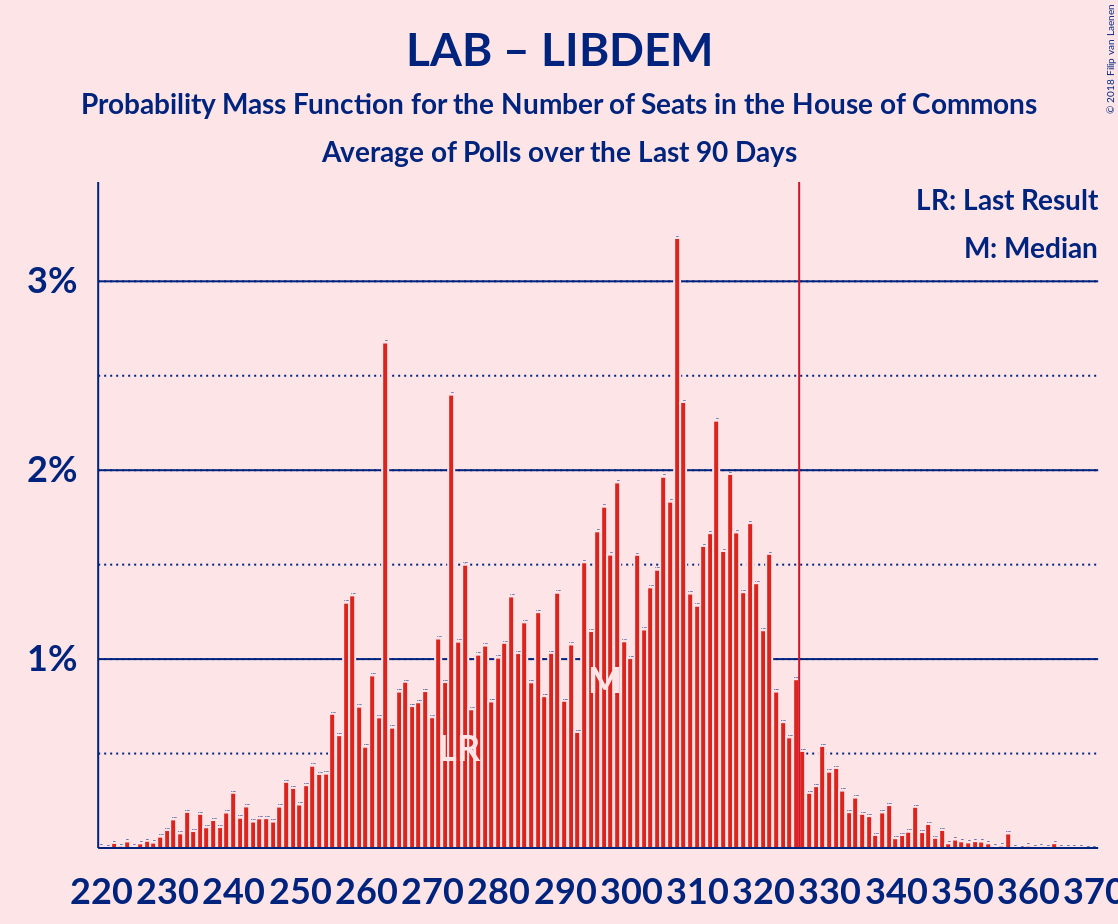 LAB – LIBDEM
Probability Mass Function for the Number of Seats in the House of Commons
Average of Polls over the Last 90 Days
© 2018 Filip van Laenen
LR: Last Result
M: Median
3%
2%
1%
M
LR
220 230 240 250 260 270 280 290 300 310 320 330 340 350 360 370